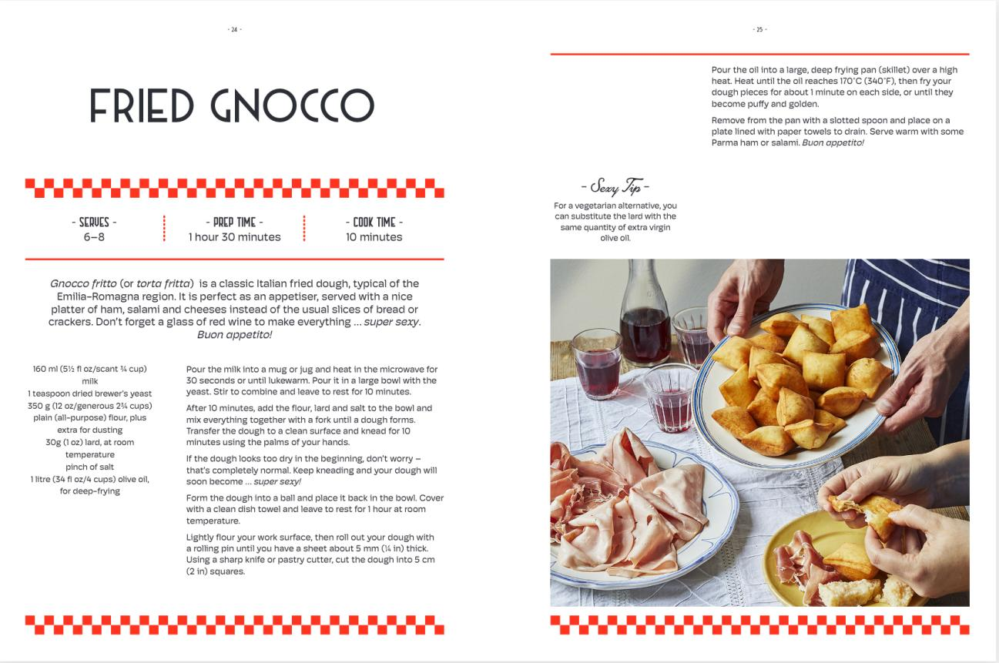 - 24 -
FRIED GNOCCO
- SERVES -
6–8
- PREP TIME -
1 hour 30 minutes
- COOK TIME -
10 minutes
Gnocco fritto (or torta fritta) is a classic Italian fried dough, typical of the
Emilia-Romagna region. It is perfect as an appetiser, served with a nice
platter of ham, salami and cheeses instead of the usual slices of bread or
crackers. Don't forget a glass of red wine to make everything ... super sexy.
Buon appetito!
160 ml (5½ fl oz/scant ¾ cup)
milk
1 teaspoon dried brewer's yeast
350 g (12 oz/generous 2¾ cups)
plain (all-purpose) flour, plus
extra for dusting
30g (1 oz) lard, at room
temperature
pinch of salt
1 litre (34 fl oz/4 cups) olive oil,
for deep-frying
Pour the milk into a mug or jug and heat in the microwave for
30 seconds or until lukewarm. Pour it in a large bowl with the
yeast. Stir to combine and leave to rest for 10 minutes.
After 10 minutes, add the flour, lard and salt to the bowl and
mix everything together with a fork until a dough forms.
Transfer the dough to a clean surface and knead for 10
minutes using the palms of your hands.
If the dough looks too dry in the beginning, don't worry –
that's completely normal. Keep kneading and your dough will
soon become ... super sexy!
Form the dough into a ball and place it back in the bowl. Cover
with a clean dish towel and leave to rest for 1 hour at room
temperature.
Lightly flour your work surface, then roll out your dough with
a rolling pin until you have a sheet about 5 mm (¼ in) thick.
Using a sharp knife or pastry cutter, cut the dough into 5 cm
(2 in) squares.
- 25 -
Pour the oil into a large, deep frying pan (skillet) over a high
heat. Heat until the oil reaches 170°C (340°F), then fry your
dough pieces for about 1 minute on each side, or until they
become puffy and golden.
Remove from the pan with a slotted spoon and place on a
plate lined with paper towels to drain. Serve warm with some
Parma ham or salami. Buon appetito!
- Sexy Tip -
For a vegetarian alternative, you
can substitute the lard with the
same quantity of extra virgin
olive oil.